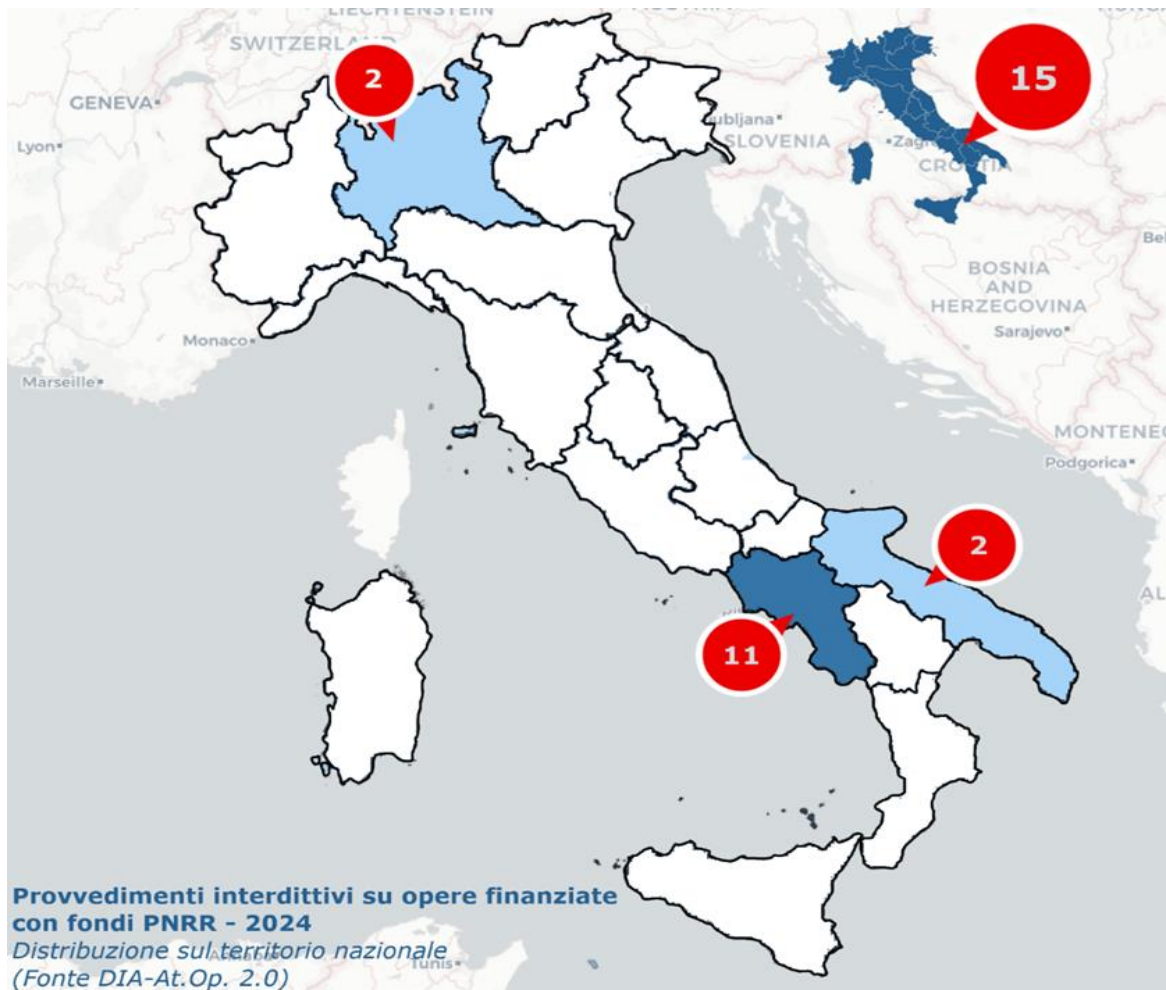 LIECHTENSTEIN
SWITZERLAND
2
GENEVA
Lyon
15
Ljubljana
SLOVENIA
CROATIA
BOSNIA
AND
HERZEGOVINA
Sarajevo
Monaco
Marseille
Podgorica
2
11
Provvedimenti interdittivi su opere finanziate
con fondi PNRR - 2024
Distribuzione sul territorio nazionale
(Fonte DIA-At.Op. 2.0)
Tunis